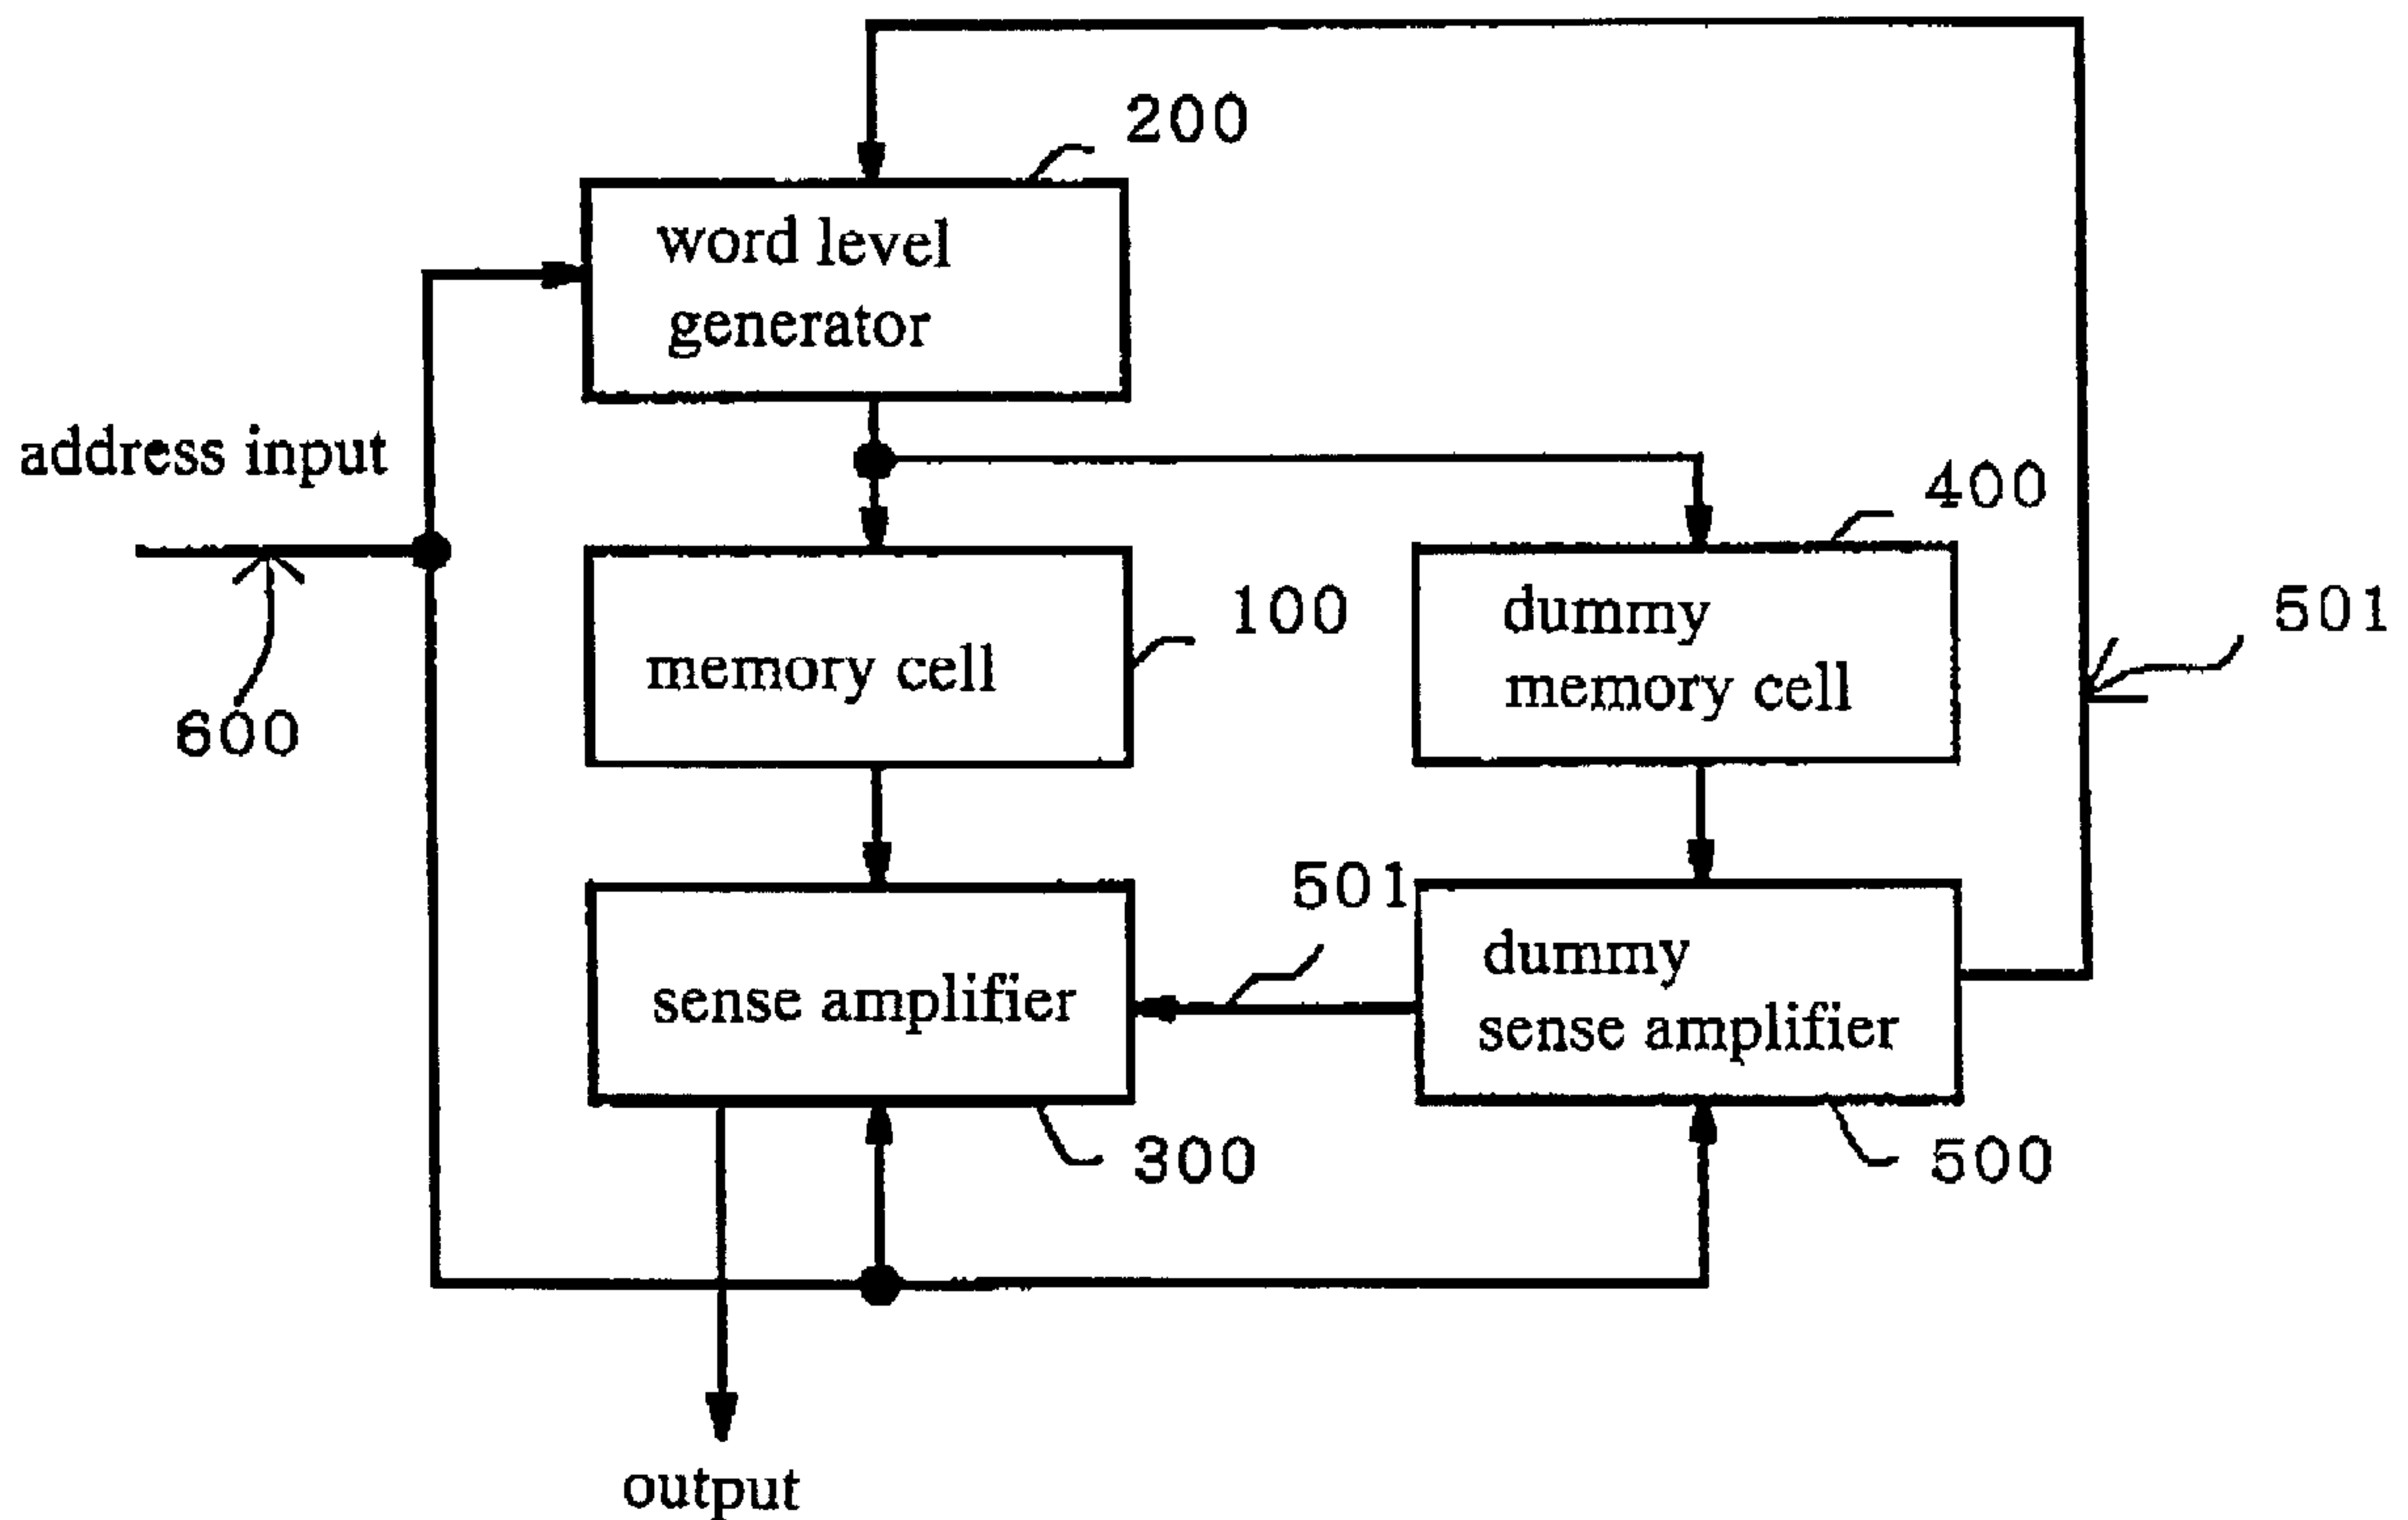 200
word level
generator
address input
400
100
dummy
memory cell
501
memory cell
600
501
dummy
sense amplifier
sense amplifier
300
500
output